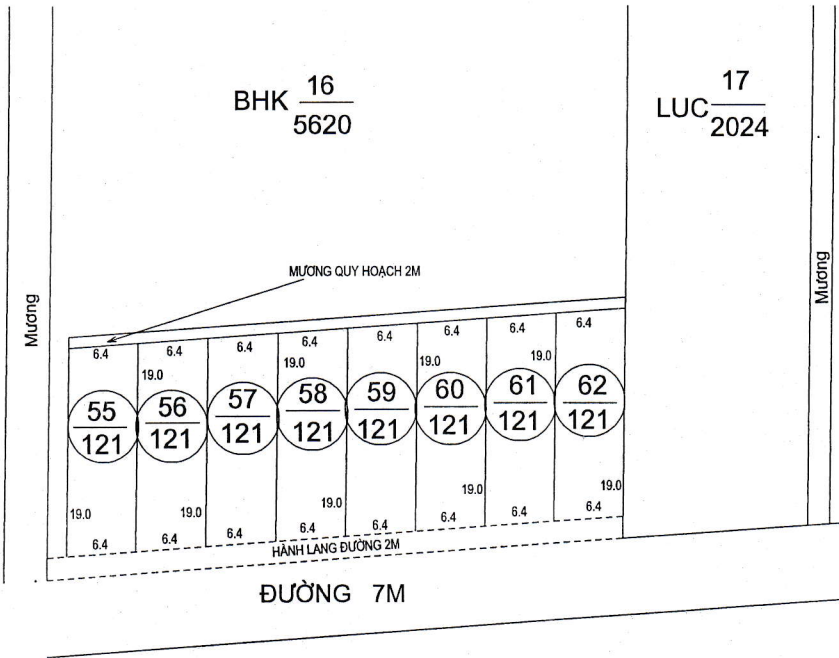 BHK 16
5620
LUC 17
2024
Mương
Mương
MƯƠNG QUY HOẠCH 2M
6.4 6.4 6.4 6.4 6.4 6.4 6.4 6.4
19.0 19.0 19.0 19.0
55 56 57 58 59 60 61 62
121 121 121 121 121 121 121 121
19.0 19.0 19.0 19.0 19.0
6.4 6.4 6.4 6.4 6.4 6.4 6.4 6.4
HÀNH LANG ĐƯỜNG 2M
ĐƯỜNG 7M